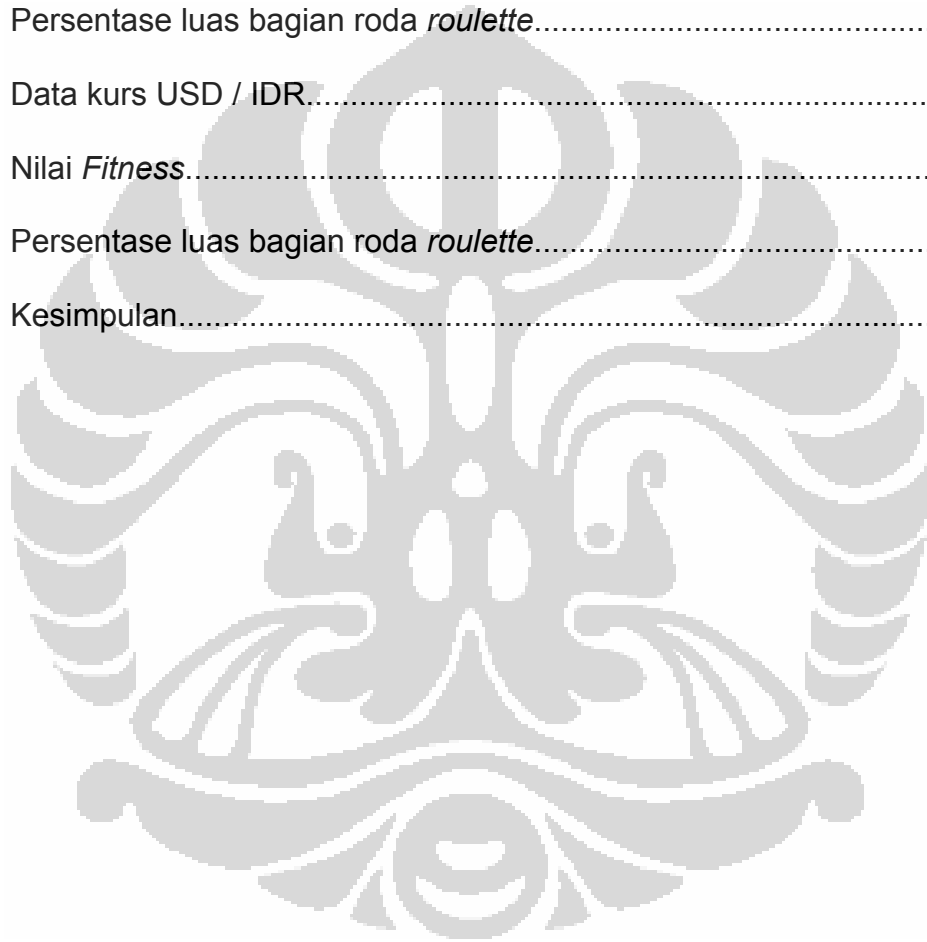 Persentase luas bagian roda roulette..................................................
Data kurs USD / IDR............................................................................
Nilai Fitness..........................................................................................
Persentase luas bagian roda roulette..................................................
Kesimpulan...........................................................................................